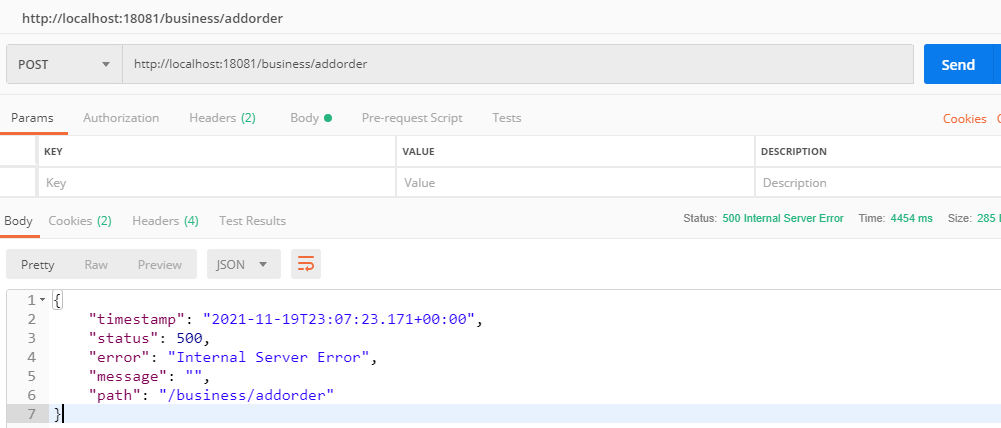 http://localhost:18081/business/addorder
POST http://localhost:18081/business/addorder Send
Params Authorization Headers (2) Body Pre-request Script Tests Cookies
KEY VALUE DESCRIPTION
Key Value Description
Body Cookies (2) Headers (4) Test Results Status: 500 Internal Server Error Time: 4454 ms Size: 285
Pretty Raw Preview JSON
1 {
2 "timestamp": "2021-11-19T23:07:23.171+00:00",
3 "status": 500,
4 "error": "Internal Server Error",
5 "message": "",
6 "path": "/business/addorder"
7 }